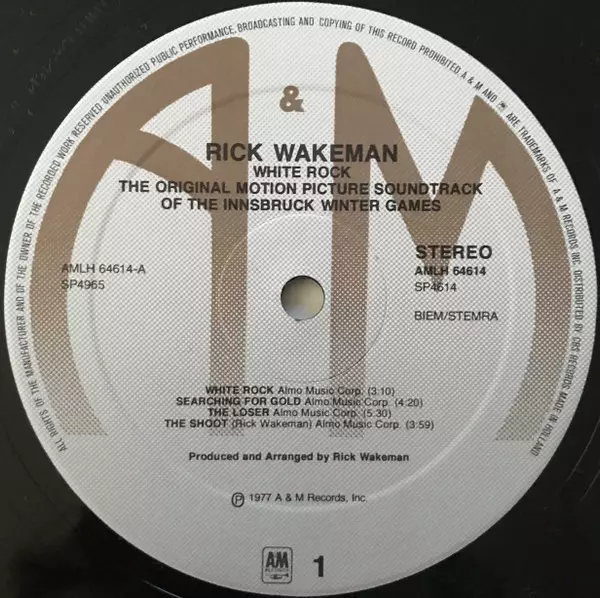 ALL RIGHTS OF THE MANUFACTURER AND OF THE OWNER OF THE RECORDED WORK RESERVED UNAUTHORIZED PUBLIC PERFORMANCE, BROADCASTING AND COPYING OF THIS RECORD PROHIBITED. A & M AND ARE TRADEMARKS OF A & M RECORDS INC. DISTRIBUTED BY CBS RECORDS MADE IN HOLLAND
A & M
RICK WAKEMAN
WHITE ROCK
THE ORIGINAL MOTION PICTURE SOUNDTRACK
OF THE INNSBRUCK WINTER GAMES
AMLH 64614-A
SP4965
STEREO
AMLH 64614
SP4614
BIEM/STEMRA
WHITE ROCK Almo Music Corp. (3:10)
SEARCHING FOR GOLD Almo Music Corp. (4:20)
THE LOSER Almo Music Corp. (5:30)
THE SHOOT (Rick Wakeman) Almo Music Corp. (3:59)
Produced and Arranged by Rick Wakeman
Ⓟ 1977 A & M Records, Inc.
A&M
RECORDS
1